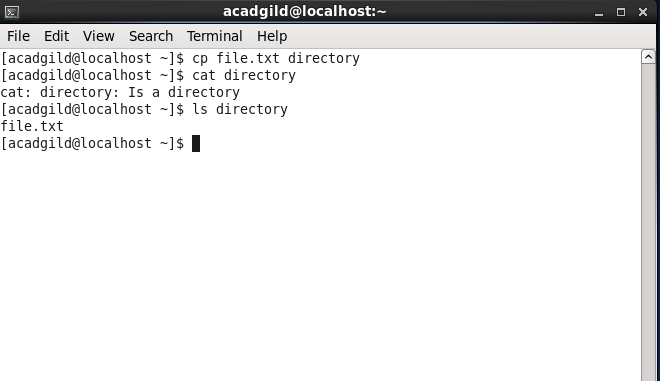 acadgild@localhost:~
File Edit View Search Terminal Help
[acadgild@localhost ~]$ cp file.txt directory
[acadgild@localhost ~]$ cat directory
cat: directory: Is a directory
[acadgild@localhost ~]$ ls directory
file.txt
[acadgild@localhost ~]$